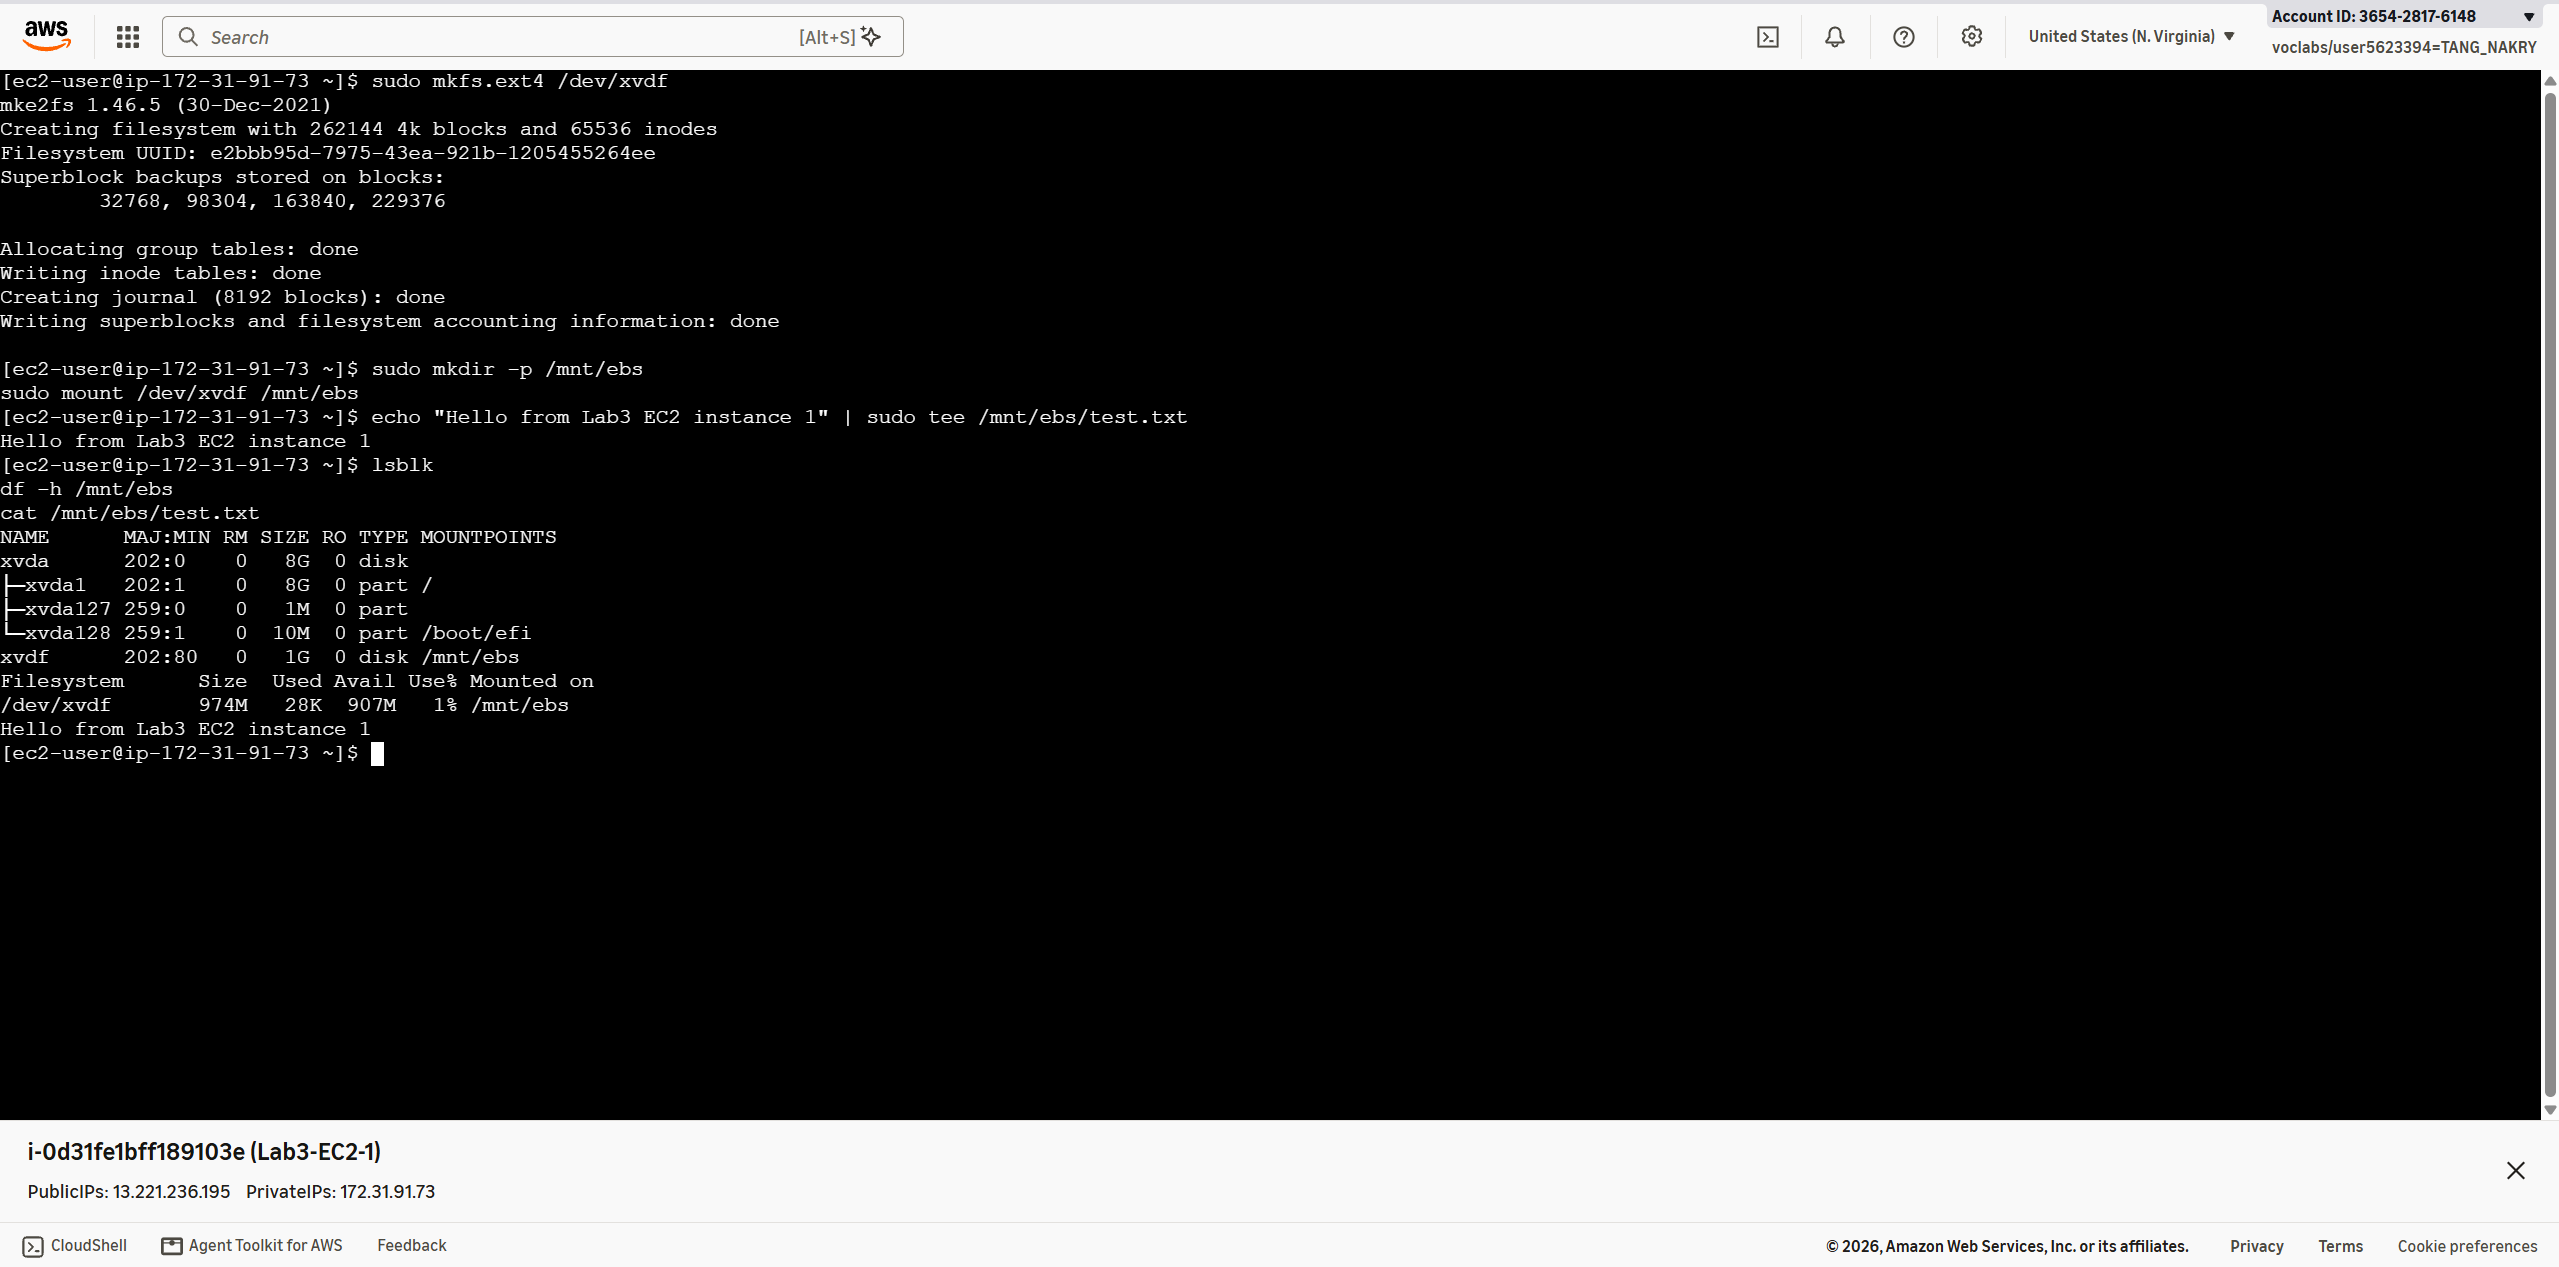 aws
Search [Alt+S]
United States (N. Virginia)
Account ID: 3654-2817-6148
voclabs/user5623394=TANG_NAKRY
[ec2-user@ip-172-31-91-73 ~]$ sudo mkfs.ext4 /dev/xvdf
mke2fs 1.46.5 (30-Dec-2021)
Creating filesystem with 262144 4k blocks and 65536 inodes
Filesystem UUID: e2bbb95d-7975-43ea-921b-1205455264ee
Superblock backups stored on blocks:
        32768, 98304, 163840, 229376
Allocating group tables: done
Writing inode tables: done
Creating journal (8192 blocks): done
Writing superblocks and filesystem accounting information: done
[ec2-user@ip-172-31-91-73 ~]$ sudo mkdir -p /mnt/ebs
sudo mount /dev/xvdf /mnt/ebs
[ec2-user@ip-172-31-91-73 ~]$ echo "Hello from Lab3 EC2 instance 1" | sudo tee /mnt/ebs/test.txt
Hello from Lab3 EC2 instance 1
[ec2-user@ip-172-31-91-73 ~]$ lsblk
df -h /mnt/ebs
cat /mnt/ebs/test.txt
NAME      MAJ:MIN RM SIZE RO TYPE MOUNTPOINTS
xvda      202:0    0   8G  0 disk
├─xvda1   202:1    0   8G  0 part /
├─xvda127 259:0    0   1M  0 part
└─xvda128 259:1    0  10M  0 part /boot/efi
xvdf      202:80   0   1G  0 disk /mnt/ebs
Filesystem      Size  Used Avail Use% Mounted on
/dev/xvdf       974M   28K  907M   1% /mnt/ebs
Hello from Lab3 EC2 instance 1
[ec2-user@ip-172-31-91-73 ~]$
i-0d31fe1bff189103e (Lab3-EC2-1)
PublicIPs: 13.221.236.195 PrivateIPs: 172.31.91.73
CloudShell Agent Toolkit for AWS Feedback © 2026, Amazon Web Services, Inc. or its affiliates. Privacy Terms Cookie preferences